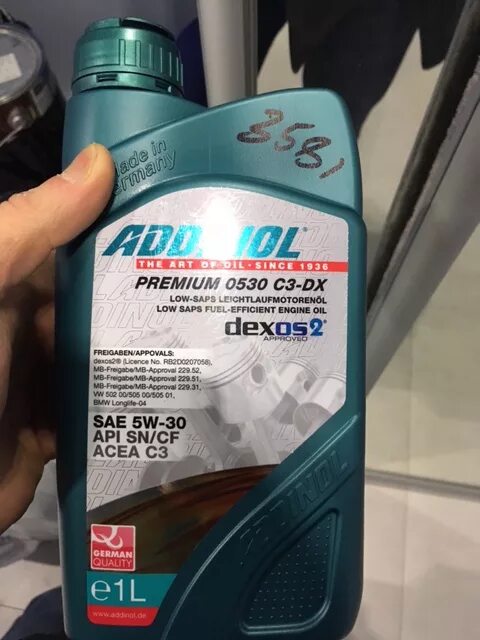 Made in
Germany
358,
ADDINOL
THE ART OF OIL - SINCE 1936
PREMIUM 0530 C3-DX
LOW-SAPS LEICHTLAUFMOTORENÖL
LOW SAPS FUEL-EFFICIENT ENGINE OIL
dexos2®
APPROVED
FREIGABEN/APPOVALS:
dexos2® (Licence No. RB2D0207058),
MB-Freigabe/MB-Approval 229.52,
MB-Freigabe/MB-Approval 229.51,
MB-Freigabe/MB-Approval 229.31,
VW 502 00/505 00/505 01,
BMW Longlife-04
SAE 5W-30
API SN/CF
ACEA C3
ADDINOL
GERMAN
QUALITY
e1L
www.addinol.de